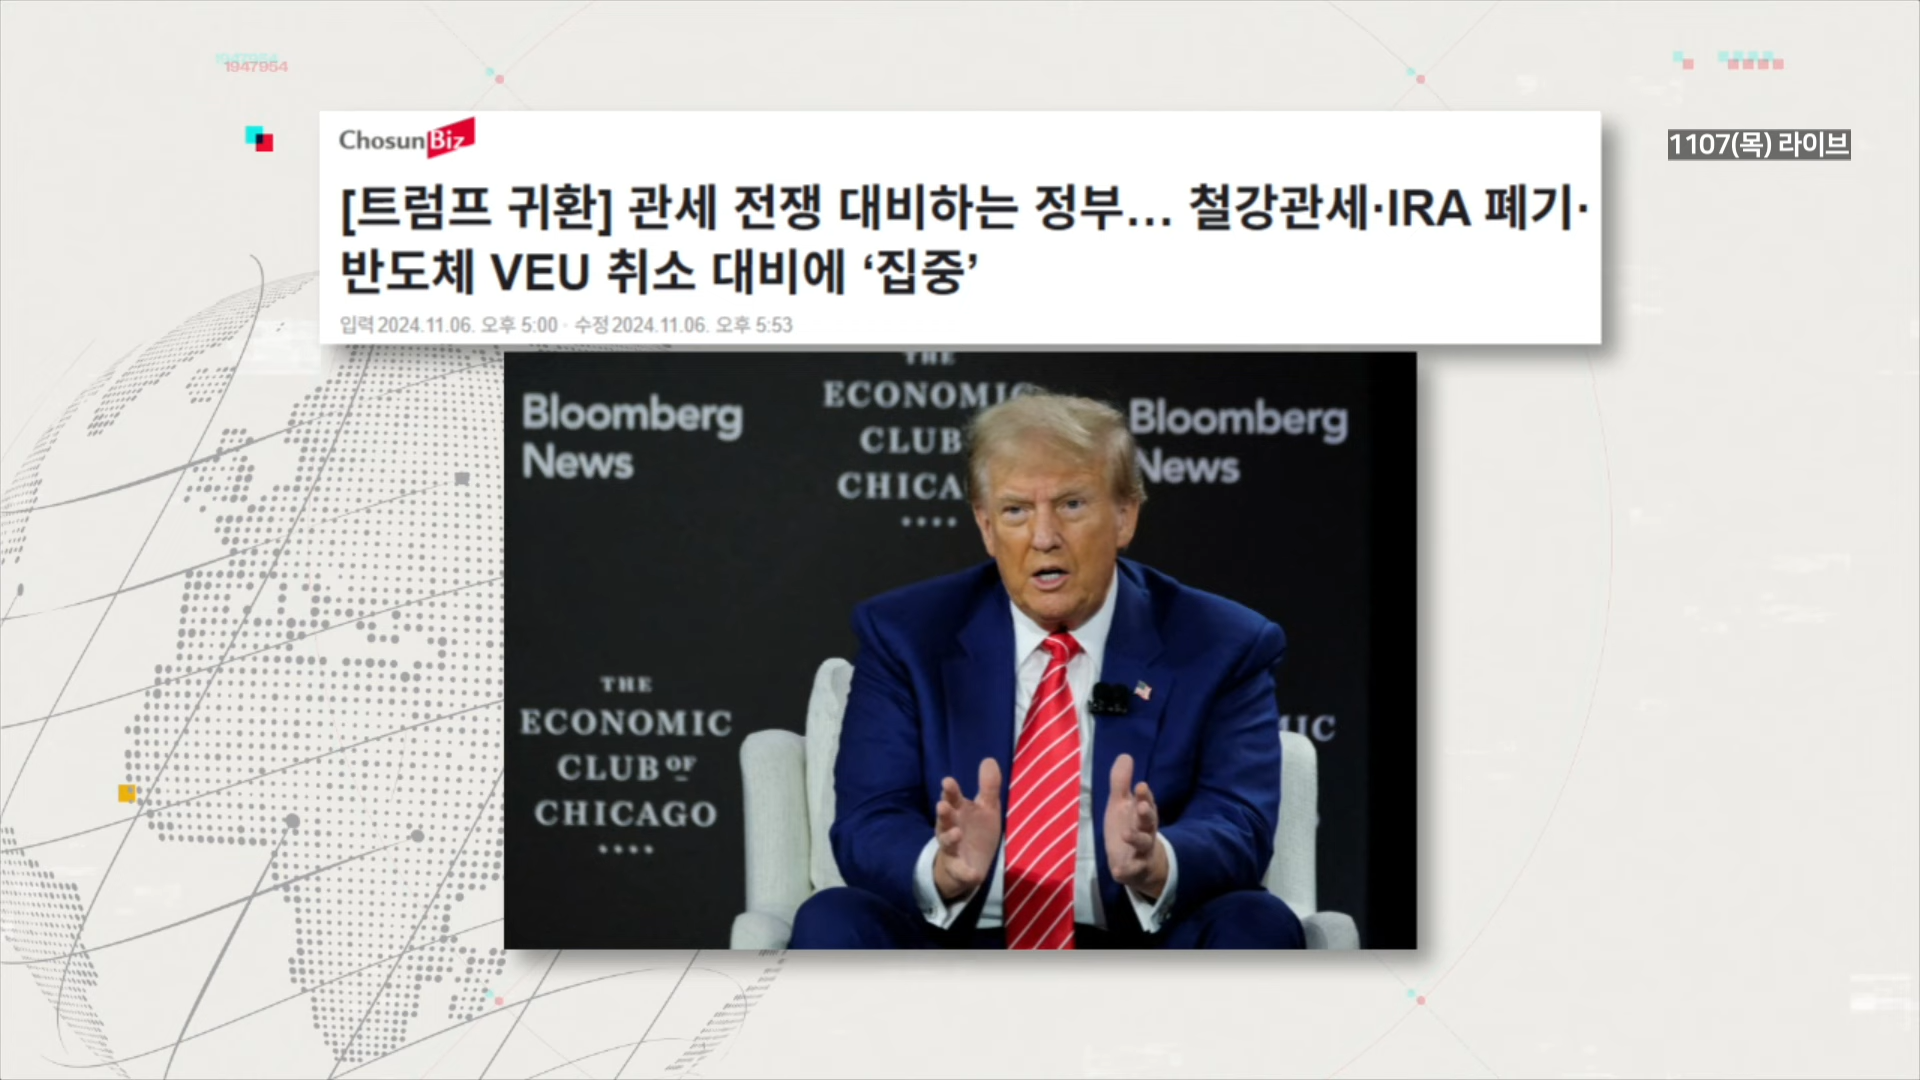 1947954
1107(목) 라이브
ChosunBiz
[트럼프 귀환] 관세 전쟁 대비하는 정부... 철강관세·IRA 폐기·
반도체 VEU 취소 대비에 ‘집중’
입력 2024.11.06. 오후 5:00 · 수정 2024.11.06. 오후 5:53
Bloomberg
News
THE
ECONOMIC
CLUB
CHICA
Bloomberg
News
THE
ECONOMIC
CLUB OF
CHICAGO
MIC